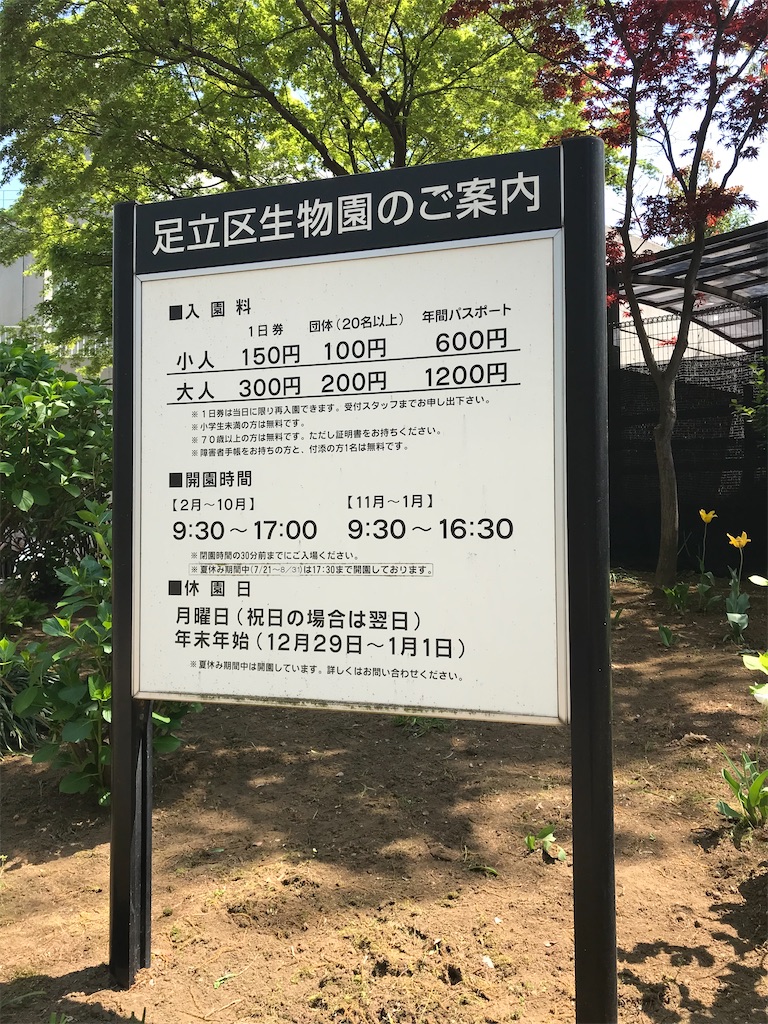 足立区生物園のご案内
■入園料
1日券 団体（20名以上） 年間パスポート
小人 150円 100円 600円
大人 300円 200円 1200円
※1日券は当日に限り再入園できます。受付スタッフまでお申し出下さい。
※小学生未満の方は無料です。
※70歳以上の方は無料です。ただし証明書をお持ちください。
※障害者手帳をお持ちの方と、付添の方1名は無料です。
■開園時間
【2月～10月】 【11月～1月】
9:30～17:00 9:30～16:30
※閉園時間の30分前までにご入場ください。
※夏休み期間中（7/21～8/31）は17:30まで開園しております。
■休園日
月曜日（祝日の場合は翌日）
年末年始（12月29日～1月1日）
※夏休み期間中は開園しています。詳しくはお問い合わせください。